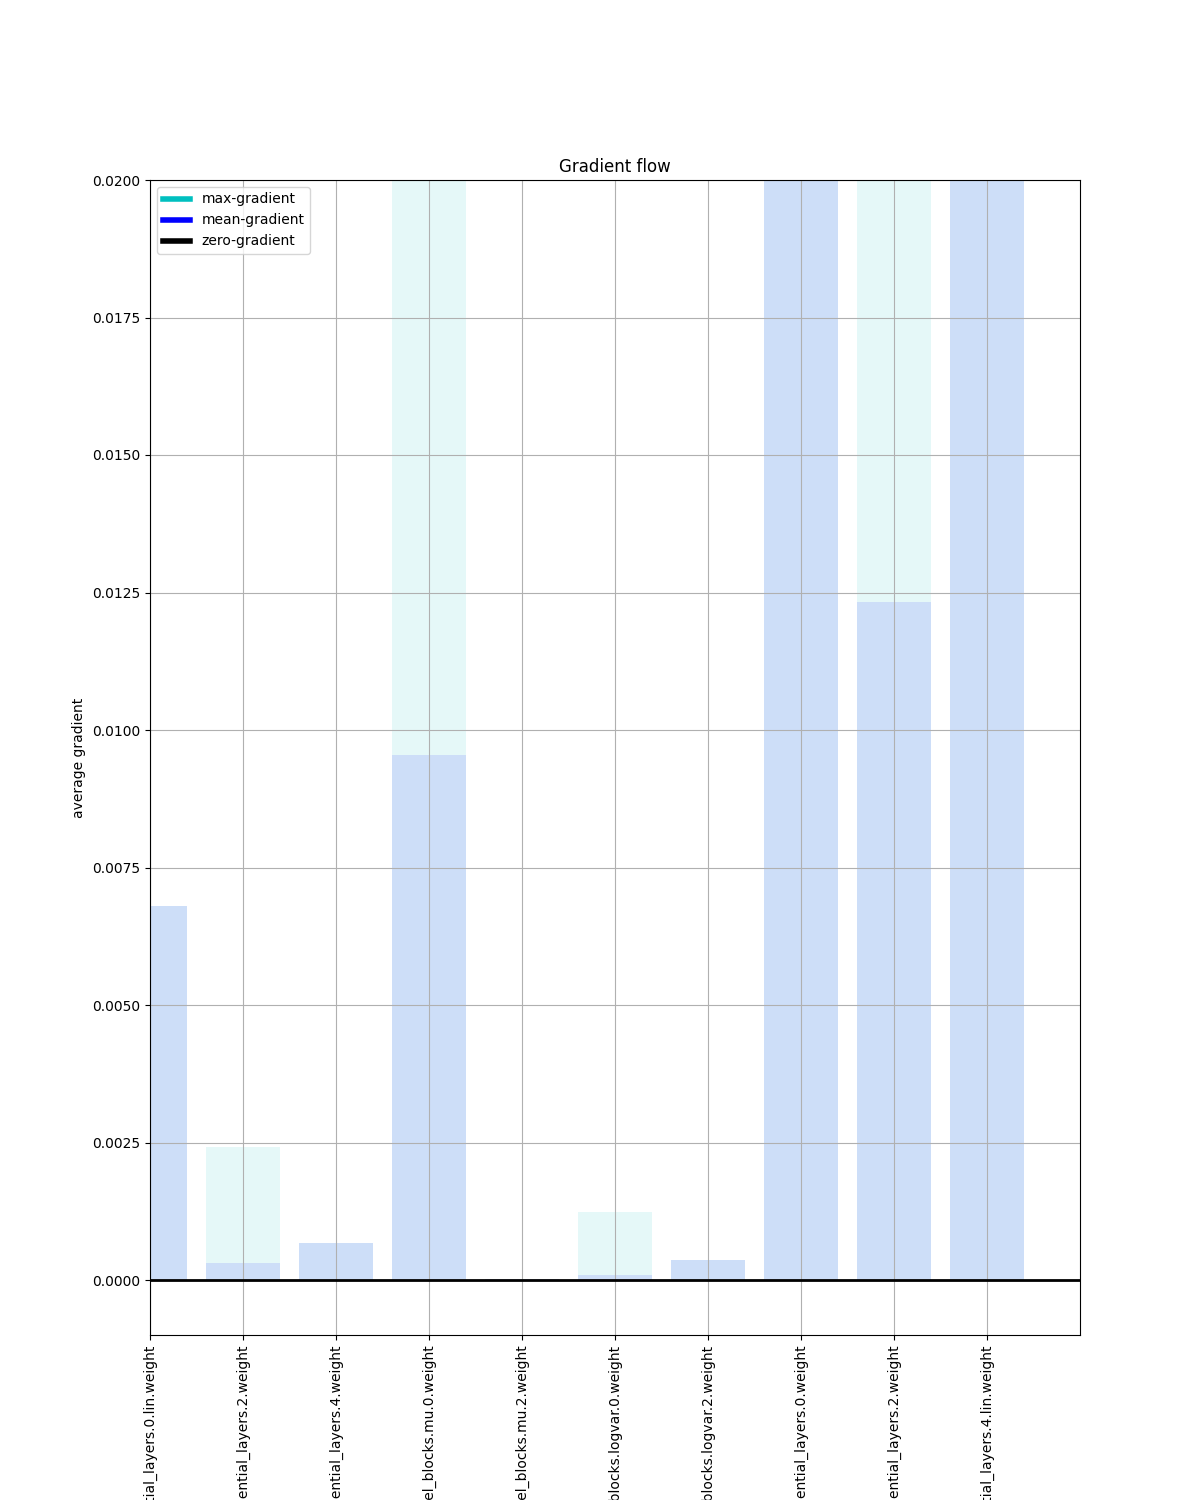 Gradient flow
max-gradient
mean-gradient
zero-gradient
0.0200
0.0175
0.0150
0.0125
0.0100
0.0075
0.0050
0.0025
0.0000
average gradient
tial_layers.0.lin.weight
ential_layers.2.weight
ential_layers.4.weight
el_blocks.mu.0.weight
el_blocks.mu.2.weight
blocks.logvar.0.weight
blocks.logvar.2.weight
ential_layers.0.weight
ential_layers.2.weight
tial_layers.4.lin.weight